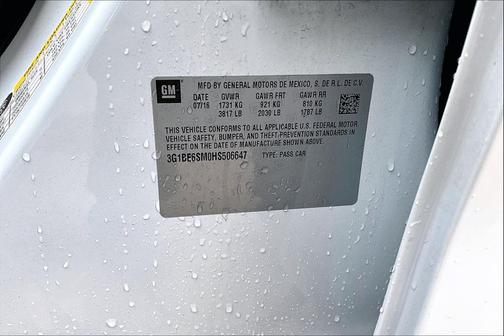 GM
MFD BY GENERAL MOTORS DE MEXICO, S. DE R.L. DE C.V.
DATE GVWR GAWR FRT GAWR RR
07/16 1731 KG 921 KG 810 KG
3817 LB 2030 LB 1787 LB
THIS VEHICLE CONFORMS TO ALL APPLICABLE U.S. FEDERAL MOTOR
VEHICLE SAFETY, BUMPER, AND THEFT PREVENTION STANDARDS IN
EFFECT ON THE DATE OF MANUFACTURE SHOWN ABOVE.
3G1BE6SM0HS506647 TYPE: PASS CAR